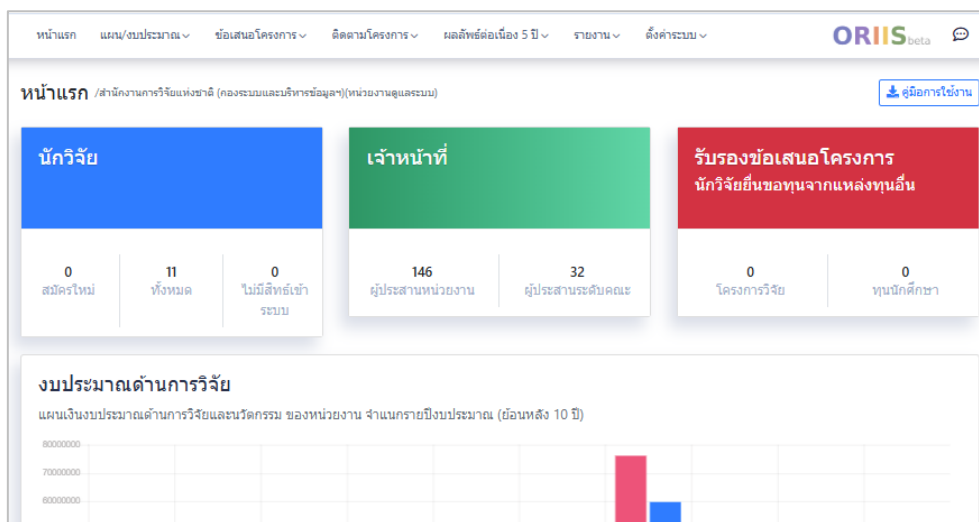 หน้าแรก แผน/งบประมาณ ข้อเสนอโครงการ ติดตามโครงการ ผลลัพธ์ต่อเนื่อง 5 ปี รายงาน ตั้งค่าระบบ ORIIS beta
หน้าแรก /สำนักงานการวิจัยแห่งชาติ (กองระบบและบริหารข้อมูลฯ)(หน่วยงานดูแลระบบ) คู่มือการใช้งาน
นักวิจัย เจ้าหน้าที่ รับรองข้อเสนอโครงการ
นักวิจัยยื่นขอทุนจากแหล่งทุนอื่น
0 11 0 146 32 0 0
สมัครใหม่ ทั้งหมด ไม่มีสิทธ์เข้า ผู้ประสานหน่วยงาน ผู้ประสานระดับคณะ โครงการวิจัย ทุนนักศึกษา
ระบบ
งบประมาณด้านการวิจัย
แผนเงินงบประมาณด้านการวิจัยและนวัตกรรม ของหน่วยงาน จำแนกรายปีงบประมาณ (ย้อนหลัง 10 ปี)
80000000
70000000
60000000